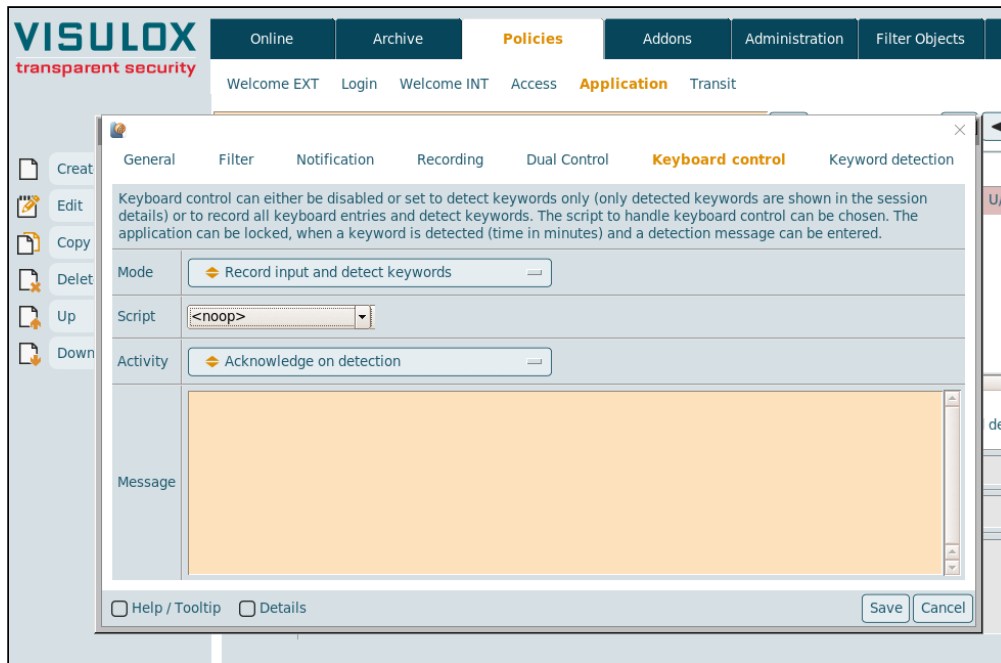 VISULOX
transparent security
Online Archive Policies Addons Administration Filter Objects
Welcome EXT Login Welcome INT Access Application Transit
General Filter Notification Recording Dual Control Keyboard control Keyword detection
Keyboard control can either be disabled or set to detect keywords only (only detected keywords are shown in the session
details) or to record all keyboard entries and detect keywords. The script to handle keyboard control can be chosen. The
application can be locked, when a keyword is detected (time in minutes) and a detection message can be entered.
Creat
Edit
Copy
Delet
Up
Down
U/
de
Mode Record input and detect keywords
Script <noop>
Activity Acknowledge on detection
Message
Help / Tooltip Details Save Cancel